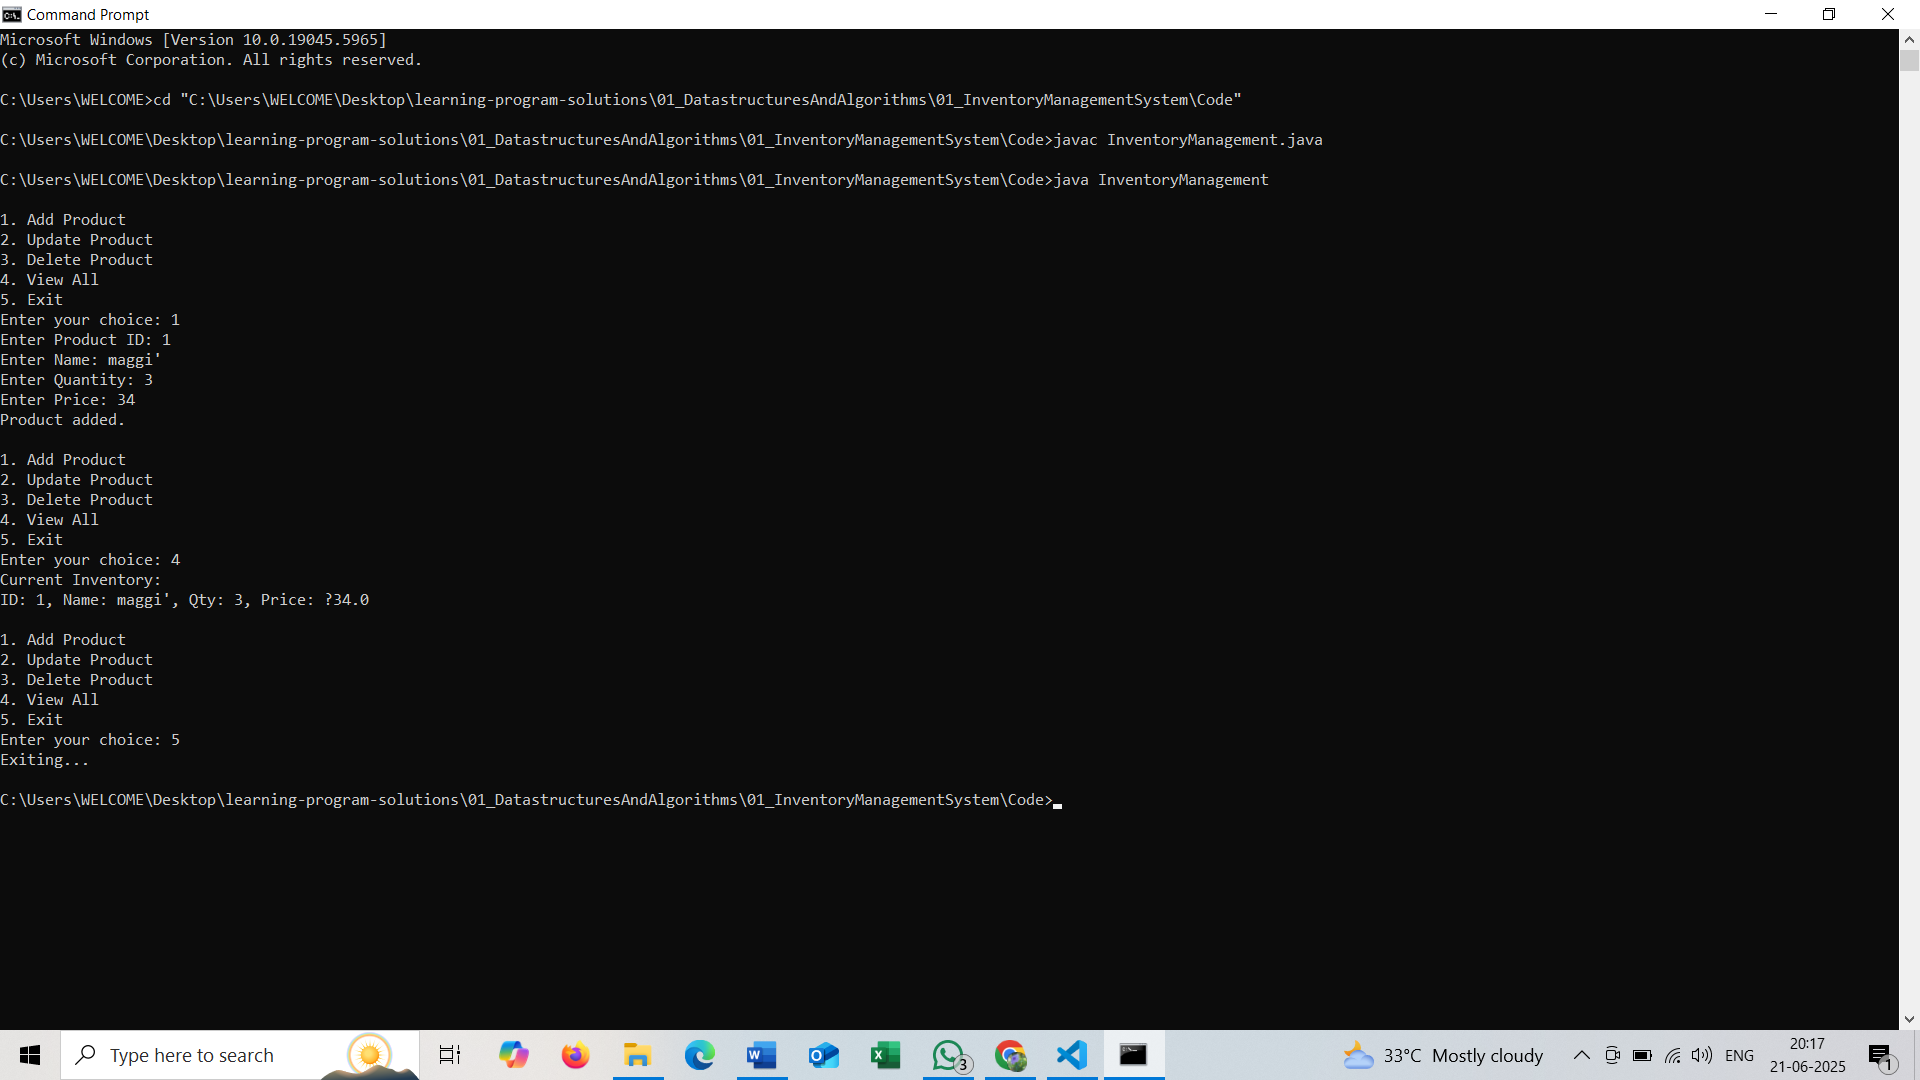 Command Prompt
Microsoft Windows [Version 10.0.19045.5965]
(c) Microsoft Corporation. All rights reserved.
C:\Users\WELCOME>cd "C:\Users\WELCOME\Desktop\learning-program-solutions\01_DatastructuresAndAlgorithms\01_InventoryManagementSystem\Code"
C:\Users\WELCOME\Desktop\learning-program-solutions\01_DatastructuresAndAlgorithms\01_InventoryManagementSystem\Code>javac InventoryManagement.java
C:\Users\WELCOME\Desktop\learning-program-solutions\01_DatastructuresAndAlgorithms\01_InventoryManagementSystem\Code>java InventoryManagement
1. Add Product
2. Update Product
3. Delete Product
4. View All
5. Exit
Enter your choice: 1
Enter Product ID: 1
Enter Name: maggi'
Enter Quantity: 3
Enter Price: 34
Product added.
1. Add Product
2. Update Product
3. Delete Product
4. View All
5. Exit
Enter your choice: 4
Current Inventory:
ID: 1, Name: maggi', Qty: 3, Price: ?34.0
1. Add Product
2. Update Product
3. Delete Product
4. View All
5. Exit
Enter your choice: 5
Exiting...
C:\Users\WELCOME\Desktop\learning-program-solutions\01_DatastructuresAndAlgorithms\01_InventoryManagementSystem\Code>
Type here to search
3
33°C Mostly cloudy
ENG
20:17
21-06-2025
1